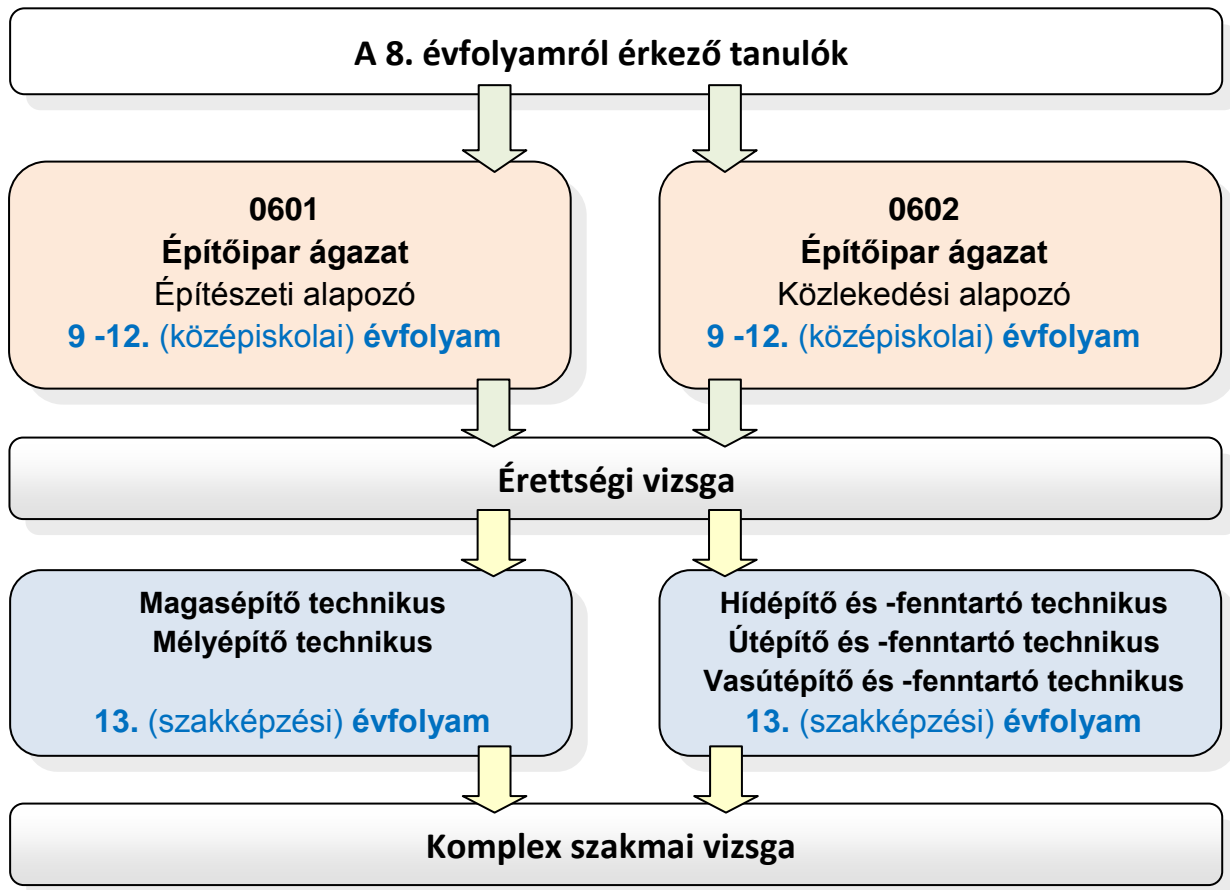 A 8. évfolyamról érkező tanulók
0601
Építőipar ágazat
Építészeti alapozó
9 -12. (középiskolai) évfolyam
0602
Építőipar ágazat
Közlekedési alapozó
9 -12. (középiskolai) évfolyam
Érettségi vizsga
Magasépítő technikus
Mélyépítő technikus
13. (szakképzési) évfolyam
Hídépítő és -fenntartó technikus
Útépítő és -fenntartó technikus
Vasútépítő és -fenntartó technikus
13. (szakképzési) évfolyam
Komplex szakmai vizsga